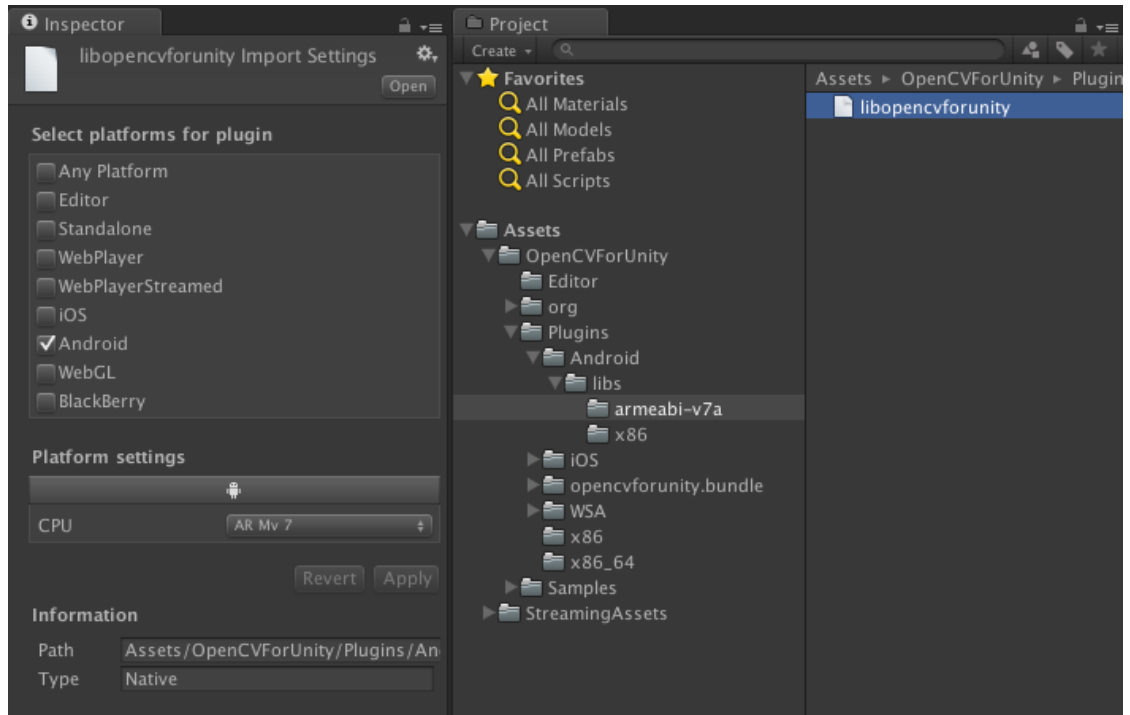 Inspector
libopencvforunity Import Settings
Open
Select platforms for plugin
Any Platform
Editor
Standalone
WebPlayer
WebPlayerStreamed
iOS
Android
WebGL
BlackBerry
Platform settings
CPU AR Mv 7
Revert Apply
Information
Path Assets/OpenCVForUnity/Plugins/An
Type Native
Project
Create
Favorites
All Materials
All Models
All Prefabs
All Scripts
Assets
OpenCVForUnity
Editor
org
Plugins
Android
libs
armeabi-v7a
x86
iOS
opencvforunity.bundle
WSA
x86
x86_64
Samples
StreamingAssets
Assets ▸ OpenCVForUnity ▸ Plugin
libopencvforunity